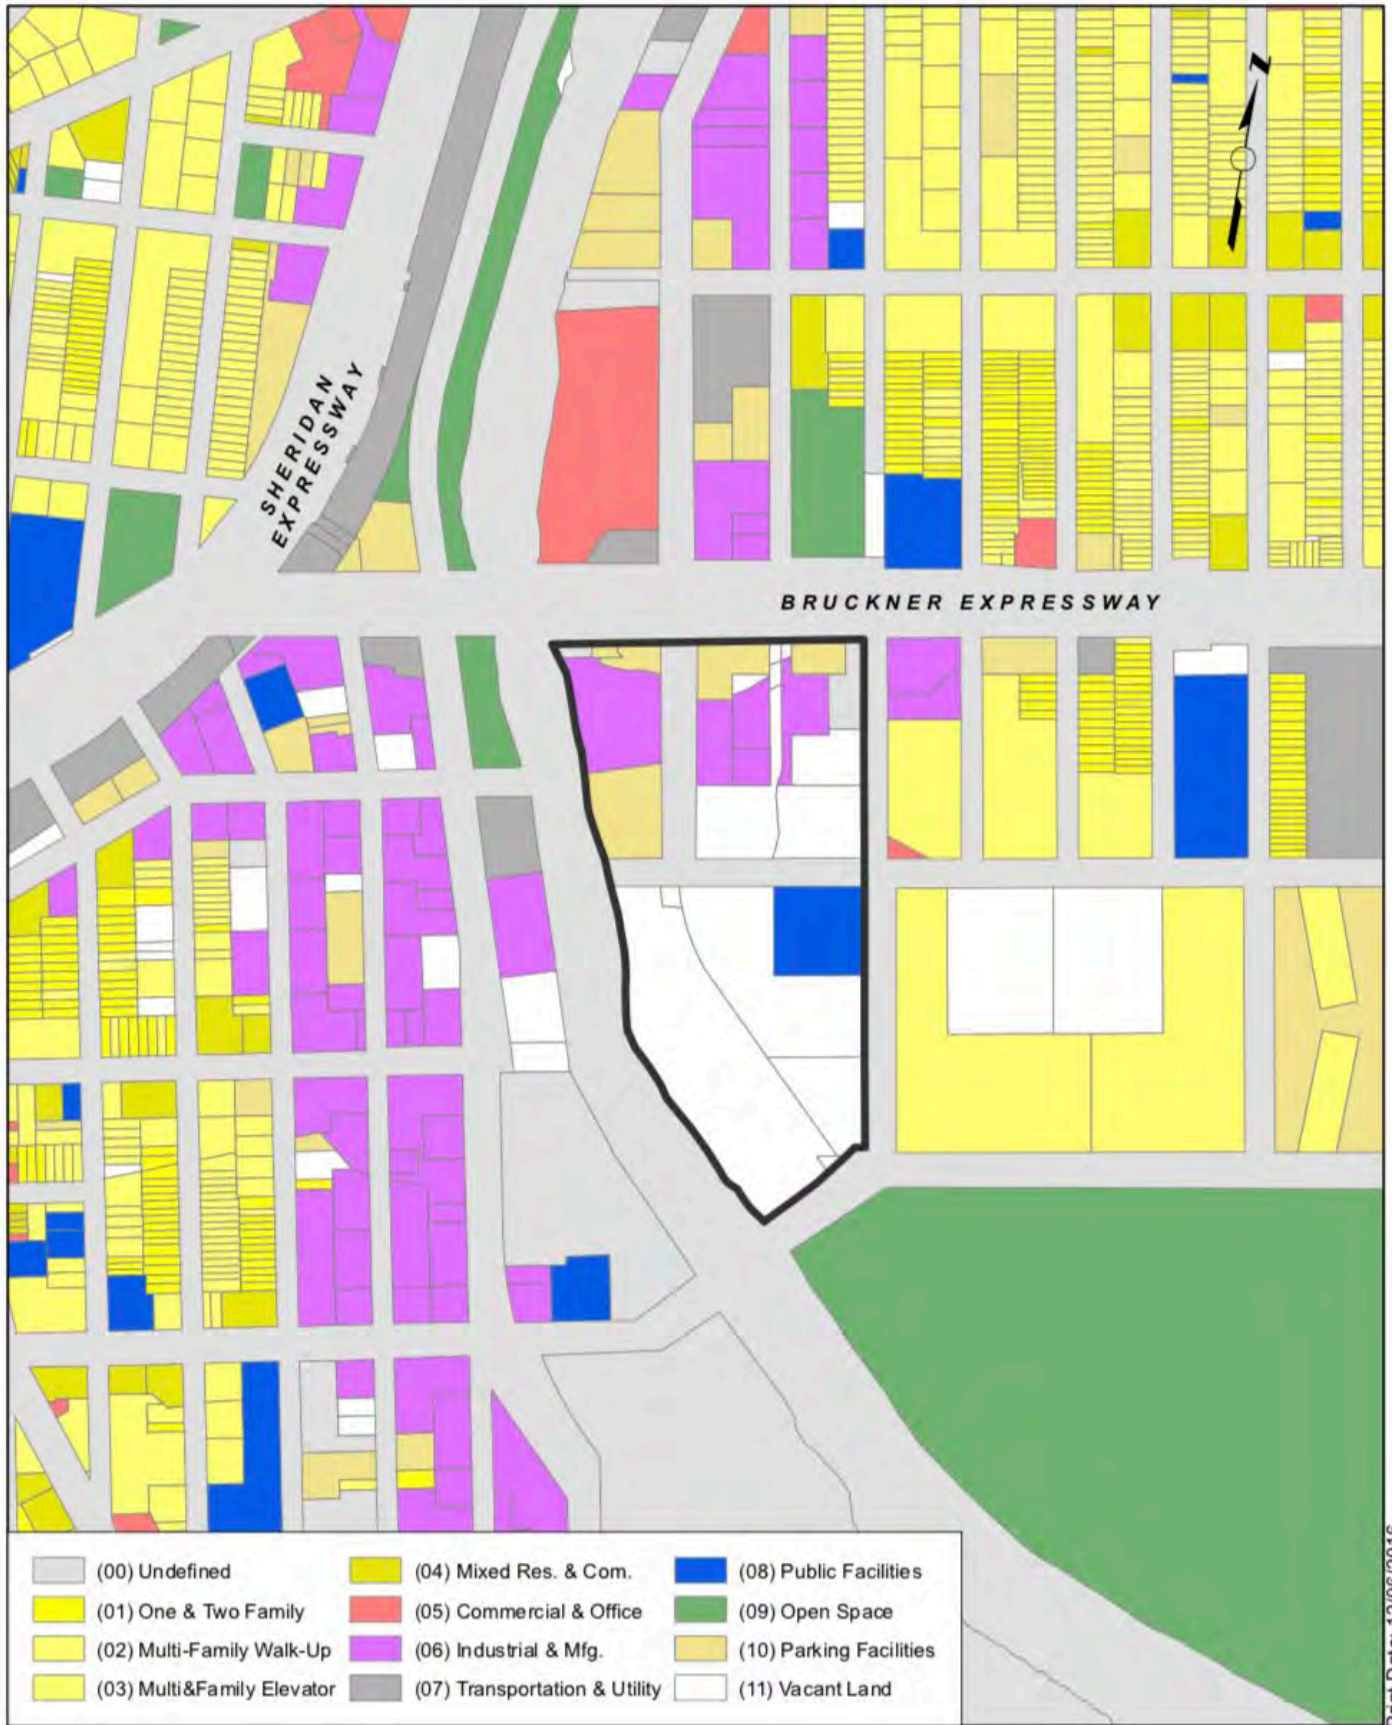 N
SHERIDAN
EXPRESSWAY
BRUCKNER EXPRESSWAY
(00) Undefined
(01) One & Two Family
(02) Multi-Family Walk-Up
(03) Multi&Family Elevator
(04) Mixed Res. & Com.
(05) Commercial & Office
(06) Industrial & Mfg.
(07) Transportation & Utility
(08) Public Facilities
(09) Open Space
(10) Parking Facilities
(11) Vacant Land